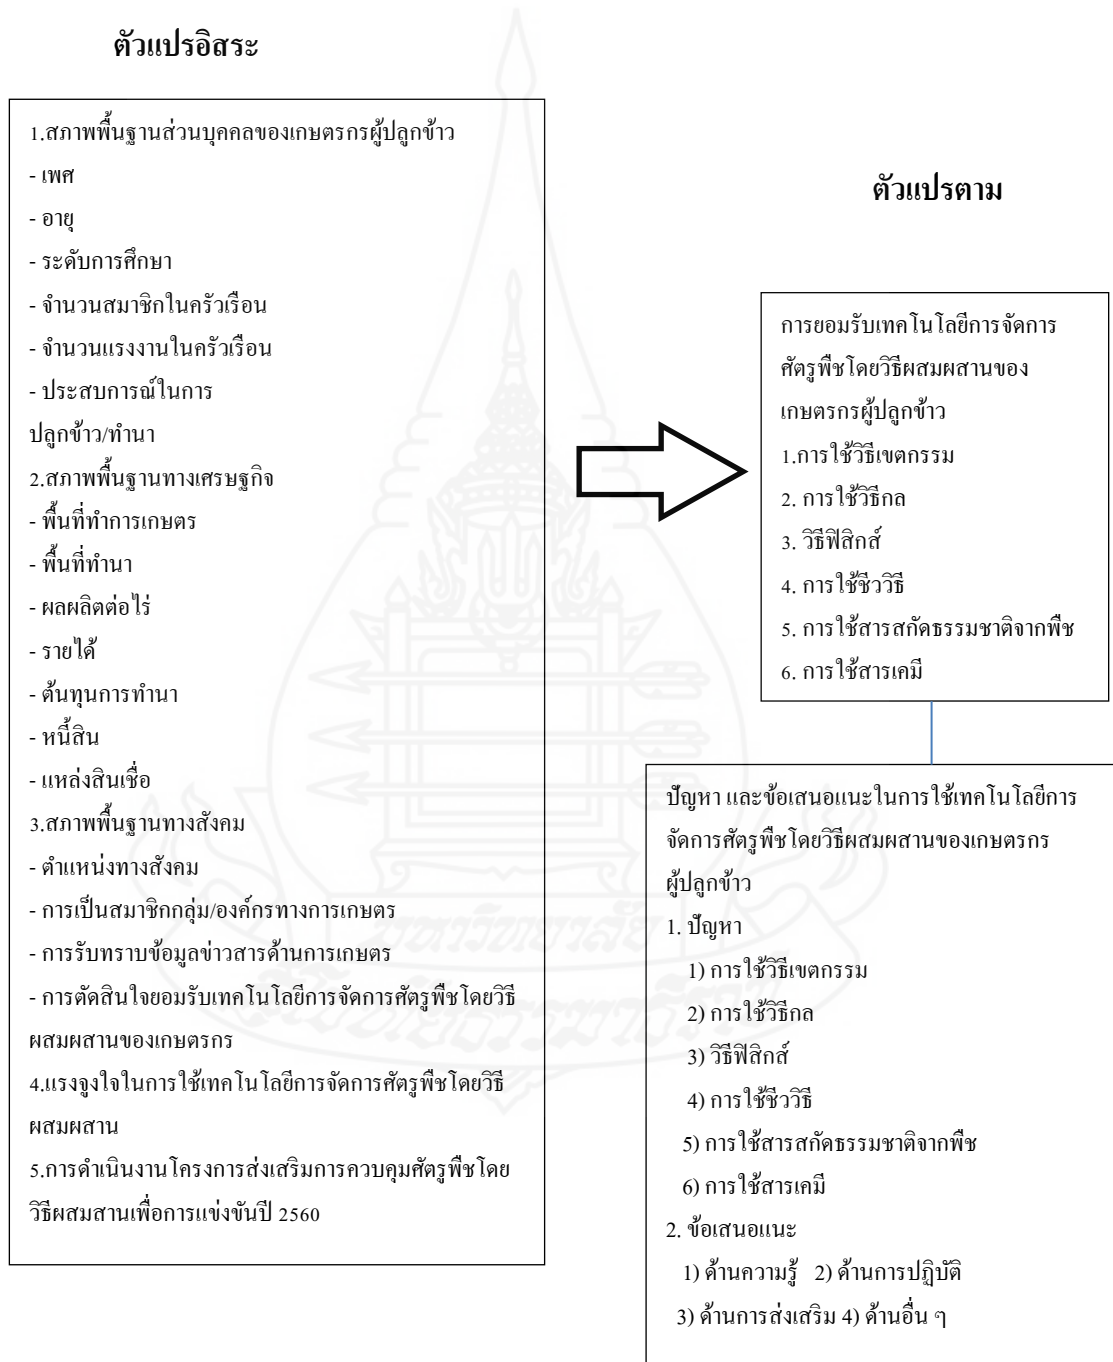 ตัวแปรอิสระ
1.สภาพพื้นฐานส่วนบุคคลของเกษตรกรผู้ปลูกข้าว
- เพศ
- อายุ
- ระดับการศึกษา
- จำนวนสมาชิกในครัวเรือน
- จำนวนแรงงานในครัวเรือน
- ประสบการณ์ในการ
ปลูกข้าว/ทำนา
2.สภาพพื้นฐานทางเศรษฐกิจ
- พื้นที่ทำการเกษตร
- พื้นที่ทำนา
- ผลผลิตต่อไร่
- รายได้
- ต้นทุนการทำนา
- หนี้สิน
- แหล่งสินเชื่อ
3.สภาพพื้นฐานทางสังคม
- ตำแหน่งทางสังคม
- การเป็นสมาชิกกลุ่ม/องค์กรทางการเกษตร
- การรับทราบข้อมูลข่าวสารด้านการเกษตร
- การตัดสินใจยอมรับเทคโนโลยีการจัดการศัตรูพืชโดยวิธี
ผสมผสานของเกษตรกร
4.แรงจูงใจในการใช้เทคโนโลยีการจัดการศัตรูพืชโดยวิธี
ผสมผสาน
5.การดำเนินงานโครงการส่งเสริมการควบคุมศัตรูพืชโดย
วิธีผสมสานเพื่อการแข่งขันปี 2560
ตัวแปรตาม
การยอมรับเทคโนโลยีการจัดการ
ศัตรูพืชโดยวิธีผสมผสานของ
เกษตรกรผู้ปลูกข้าว
1.การใช้วิธีเขตกรรม
2. การใช้วิธีกล
3. วิธีฟิสิกส์
4. การใช้ชีววิธี
5. การใช้สารสกัดธรรมชาติจากพืช
6. การใช้สารเคมี
ปัญหา และข้อเสนอแนะในการใช้เทคโนโลยีการ
จัดการศัตรูพืชโดยวิธีผสมผสานของเกษตรกร
ผู้ปลูกข้าว
1. ปัญหา
1) การใช้วิธีเขตกรรม
2) การใช้วิธีกล
3) วิธีฟิสิกส์
4) การใช้ชีววิธี
5) การใช้สารสกัดธรรมชาติจากพืช
6) การใช้สารเคมี
2. ข้อเสนอแนะ
1) ด้านความรู้ 2) ด้านการปฏิบัติ
3) ด้านการส่งเสริม 4) ด้านอื่น ๆ
มหาวิทยาลัย
สุโขทัยธรรมาธิราช